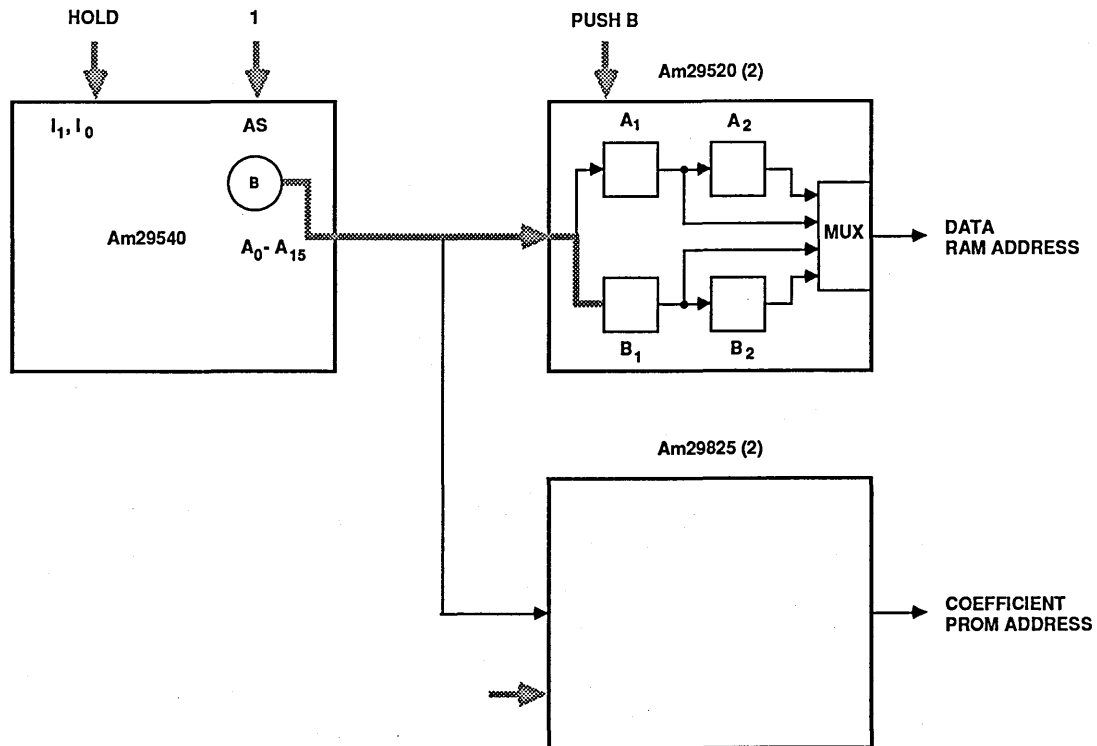 HOLD
1
PUSH B
Am29520 (2)
I1, I0
AS
B
Am29540
A0- A15
A1
A2
MUX
B1
B2
DATA
RAM ADDRESS
Am29825 (2)
COEFFICIENT
PROM ADDRESS